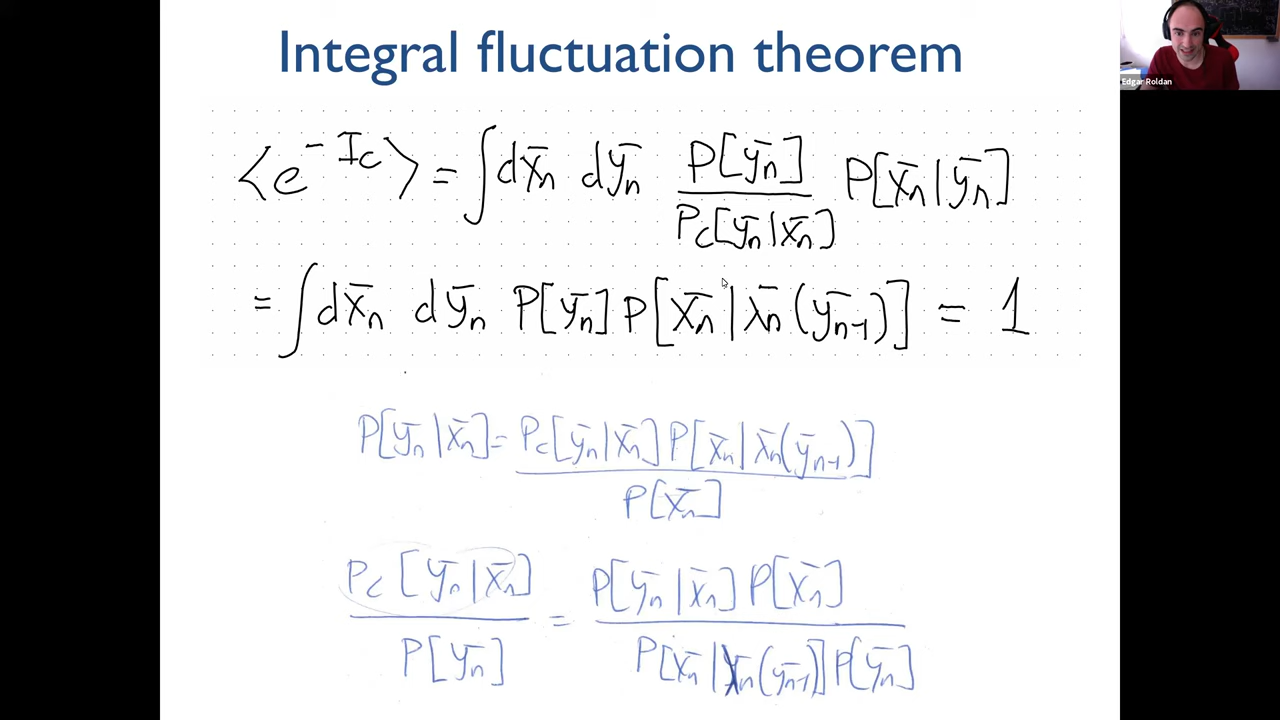 Integral fluctuation theorem
Edgar Roldan
⟨e^{-I_c}⟩ = ∫ dx̄_n dȳ_n P[ȳ_n] / P_c[ȳ_n|x̄_n] P[x̄_n|ȳ_n]
= ∫ dx̄_n dȳ_n P[ȳ_n] P[x̄_n|λ̄_n(ȳ_{n-1})] = 1
P[ȳ_n|x̄_n] = P_c[ȳ_n|x̄_n] P[x̄_n|λ̄_n(ȳ_{n-1})] / P[x̄_n]
P_c[ȳ_n|x̄_n] / P[ȳ_n] = P[ȳ_n|x̄_n] P[x̄_n] / P[x̄_n|λ̄_n(ȳ_{n-1})] P[ȳ_n]